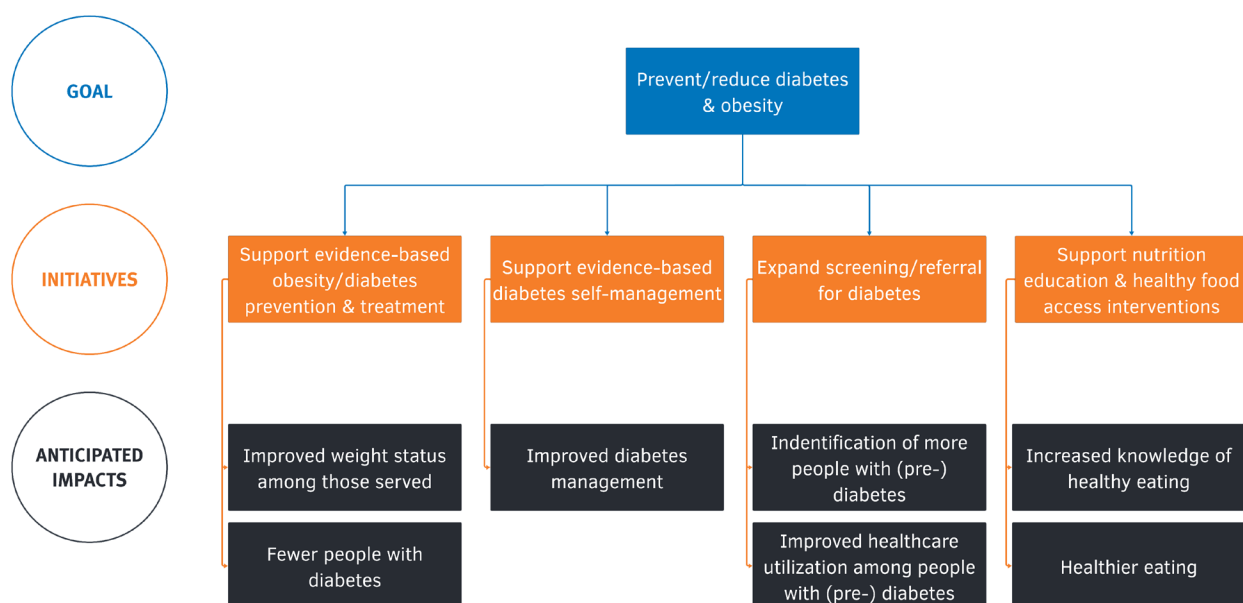 GOAL
Prevent/reduce diabetes
& obesity
INITIATIVES
Support evidence-based
obesity/diabetes
prevention & treatment
Support evidence-based
diabetes self-management
Expand screening/referral
for diabetes
Support nutrition
education & healthy food
access interventions
ANTICIPATED
IMPACTS
Improved weight status
among those served
Improved diabetes
management
Indentification of more
people with (pre-)
diabetes
Increased knowledge of
healthy eating
Fewer people with
diabetes
Improved healthcare
utilization among people
with (pre-) diabetes
Healthier eating